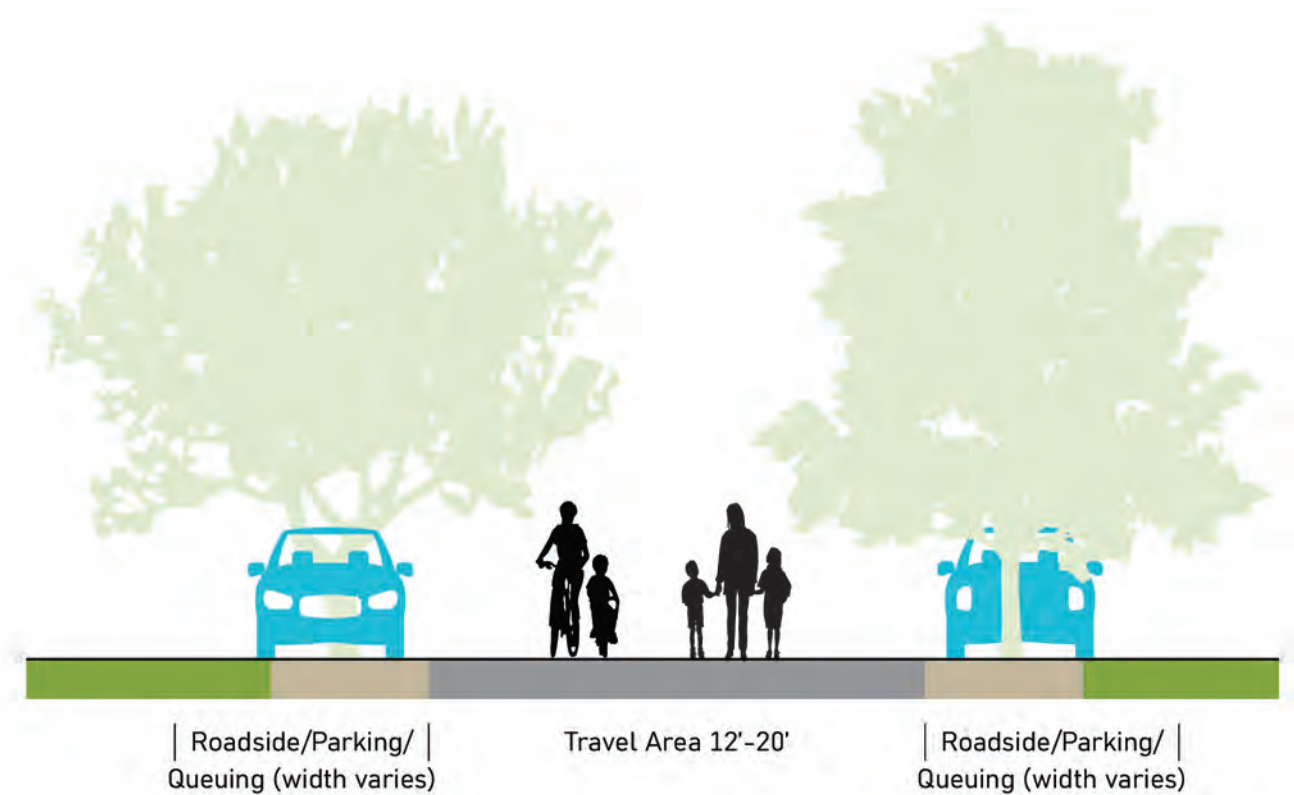 Roadside/Parking/
Queuing (width varies)
Travel Area 12'-20'
Roadside/Parking/
Queuing (width varies)